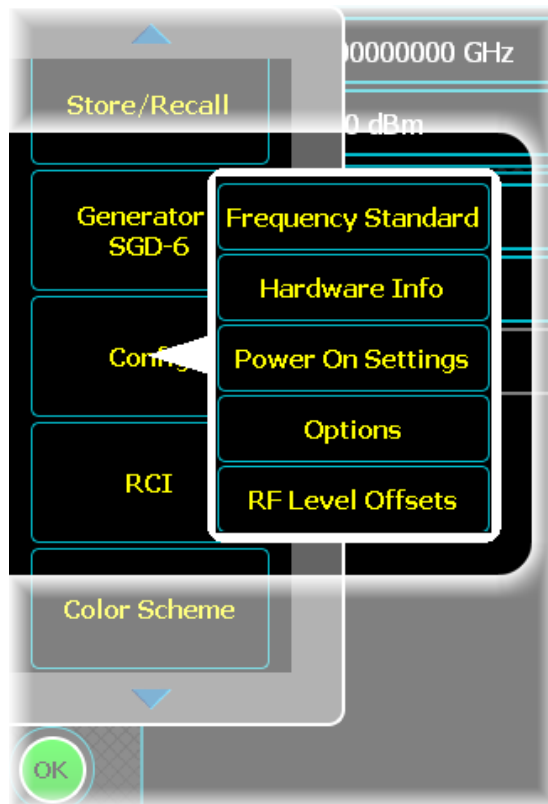 00000000 GHz
Store/Recall
0 dBm
Generator
SGD-6
Frequency Standard
Hardware Info
Config
Power On Settings
Options
RCI
RF Level Offsets
Color Scheme
OK